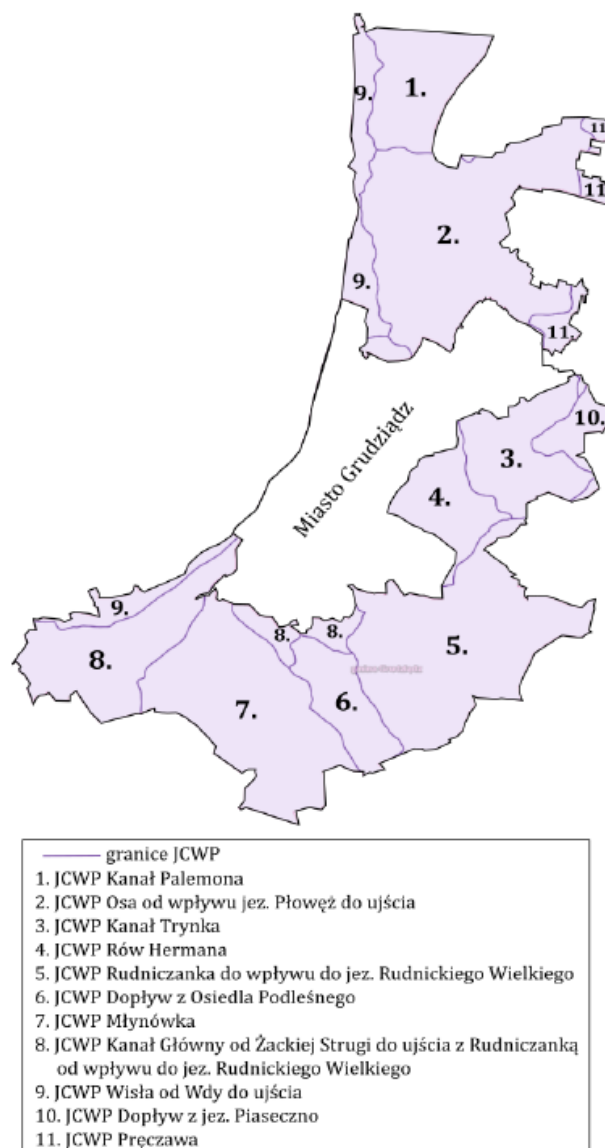 1.
9.
11
11
2.
9.
11.
10.
3.
Miasto Grudziądz
4.
9.
8.
8.
8.
5.
7.
6.
granice JCWP
1. JCWP Kanał Palemona
2. JCWP Osa od wpływu jez. Płowęż do ujścia
3. JCWP Kanał Trynka
4. JCWP Rów Hermana
5. JCWP Rudniczanka do wpływu do jez. Rudnickiego Wielkiego
6. JCWP Dopływ z Osiedla Podleśnego
7. JCWP Młynówka
8. JCWP Kanał Główny od Żackiej Strugi do ujścia z Rudniczanką
od wpływu do jez. Rudnickiego Wielkiego
9. JCWP Wisła od Wdy do ujścia
10. JCWP Dopływ z jez. Piaseczno
11. JCWP Pręczawa